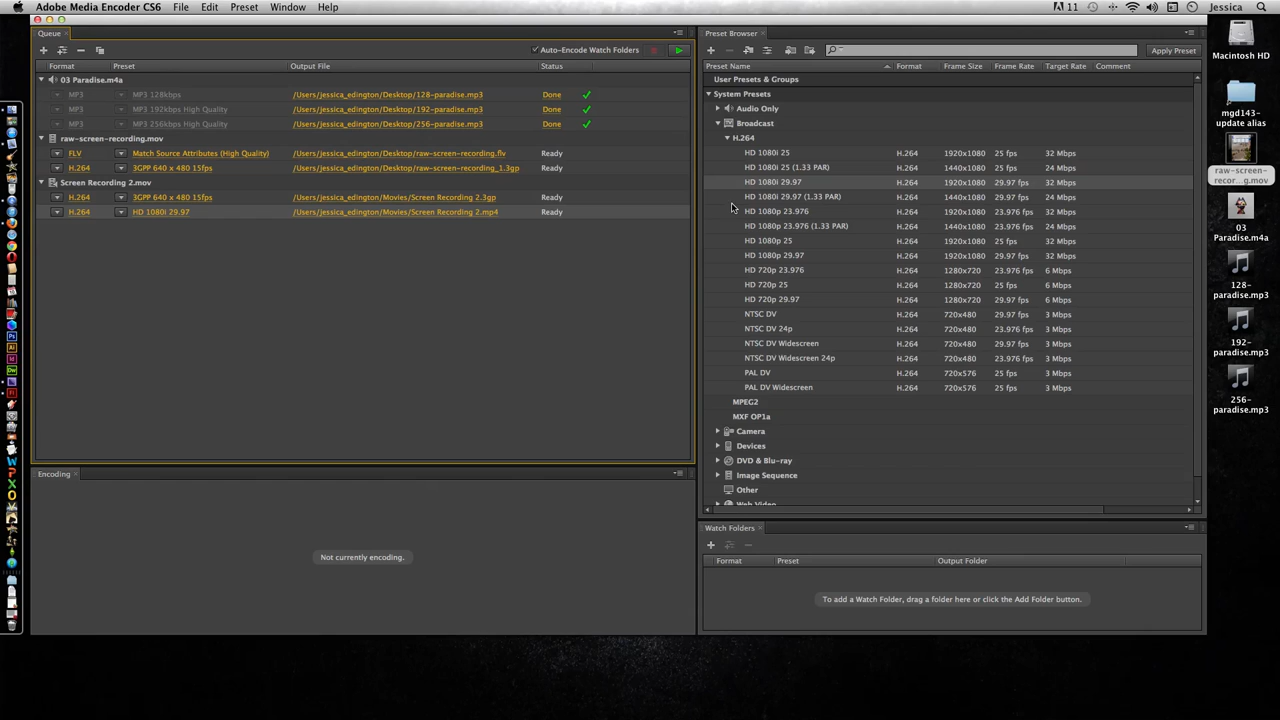 Adobe Media Encoder CS6 File Edit Preset Window Help 11 Jessica
Queue
Auto-Encode Watch Folders
Format Preset Output File Status
03 Paradise.m4a
MP3 MP3 128kbps /Users/jessica_edington/Desktop/128-paradise.mp3 Done
MP3 MP3 192kbps High Quality /Users/jessica_edington/Desktop/192-paradise.mp3 Done
MP3 MP3 256kbps High Quality /Users/jessica_edington/Desktop/256-paradise.mp3 Done
raw-screen-recording.mov
FLV Match Source Attributes (High Quality) /Users/jessica_edington/Desktop/raw-screen-recording.flv Ready
H.264 3GPP 640 x 480 15fps /Users/jessica_edington/Desktop/raw-screen-recording_1.3gp Ready
Screen Recording 2.mov
H.264 3GPP 640 x 480 15fps /Users/jessica_edington/Movies/Screen Recording 2.3gp Ready
H.264 HD 1080i 29.97 /Users/jessica_edington/Movies/Screen Recording 2.mp4 Ready
Encoding
Not currently encoding.
Preset Browser
Apply Preset
Preset Name Format Frame Size Frame Rate Target Rate Comment
User Presets & Groups
System Presets
Audio Only
Broadcast
H.264
HD 1080i 25 H.264 1920x1080 25 fps 32 Mbps
HD 1080i 25 (1.33 PAR) H.264 1440x1080 25 fps 24 Mbps
HD 1080i 29.97 H.264 1920x1080 29.97 fps 32 Mbps
HD 1080i 29.97 (1.33 PAR) H.264 1440x1080 29.97 fps 24 Mbps
HD 1080p 23.976 H.264 1920x1080 23.976 fps 32 Mbps
HD 1080p 23.976 (1.33 PAR) H.264 1440x1080 23.976 fps 24 Mbps
HD 1080p 25 H.264 1920x1080 25 fps 32 Mbps
HD 1080p 29.97 H.264 1920x1080 29.97 fps 32 Mbps
HD 720p 23.976 H.264 1280x720 23.976 fps 6 Mbps
HD 720p 25 H.264 1280x720 25 fps 6 Mbps
HD 720p 29.97 H.264 1280x720 29.97 fps 6 Mbps
NTSC DV H.264 720x480 29.97 fps 3 Mbps
NTSC DV 24p H.264 720x480 23.976 fps 3 Mbps
NTSC DV Widescreen H.264 720x480 29.97 fps 3 Mbps
NTSC DV Widescreen 24p H.264 720x480 23.976 fps 3 Mbps
PAL DV H.264 720x576 25 fps 3 Mbps
PAL DV Widescreen H.264 720x576 25 fps 3 Mbps
MPEG2
MXF OP1a
Camera
Devices
DVD & Blu-ray
Image Sequence
Other
Web Video
Watch Folders
Format Preset Output Folder
To add a Watch Folder, drag a folder here or click the Add Folder button.
Macintosh HD
mgd143-
update alias
raw-screen-
recor...g.mov
03
Paradise.m4a
128-
paradise.mp3
192-
paradise.mp3
256-
paradise.mp3